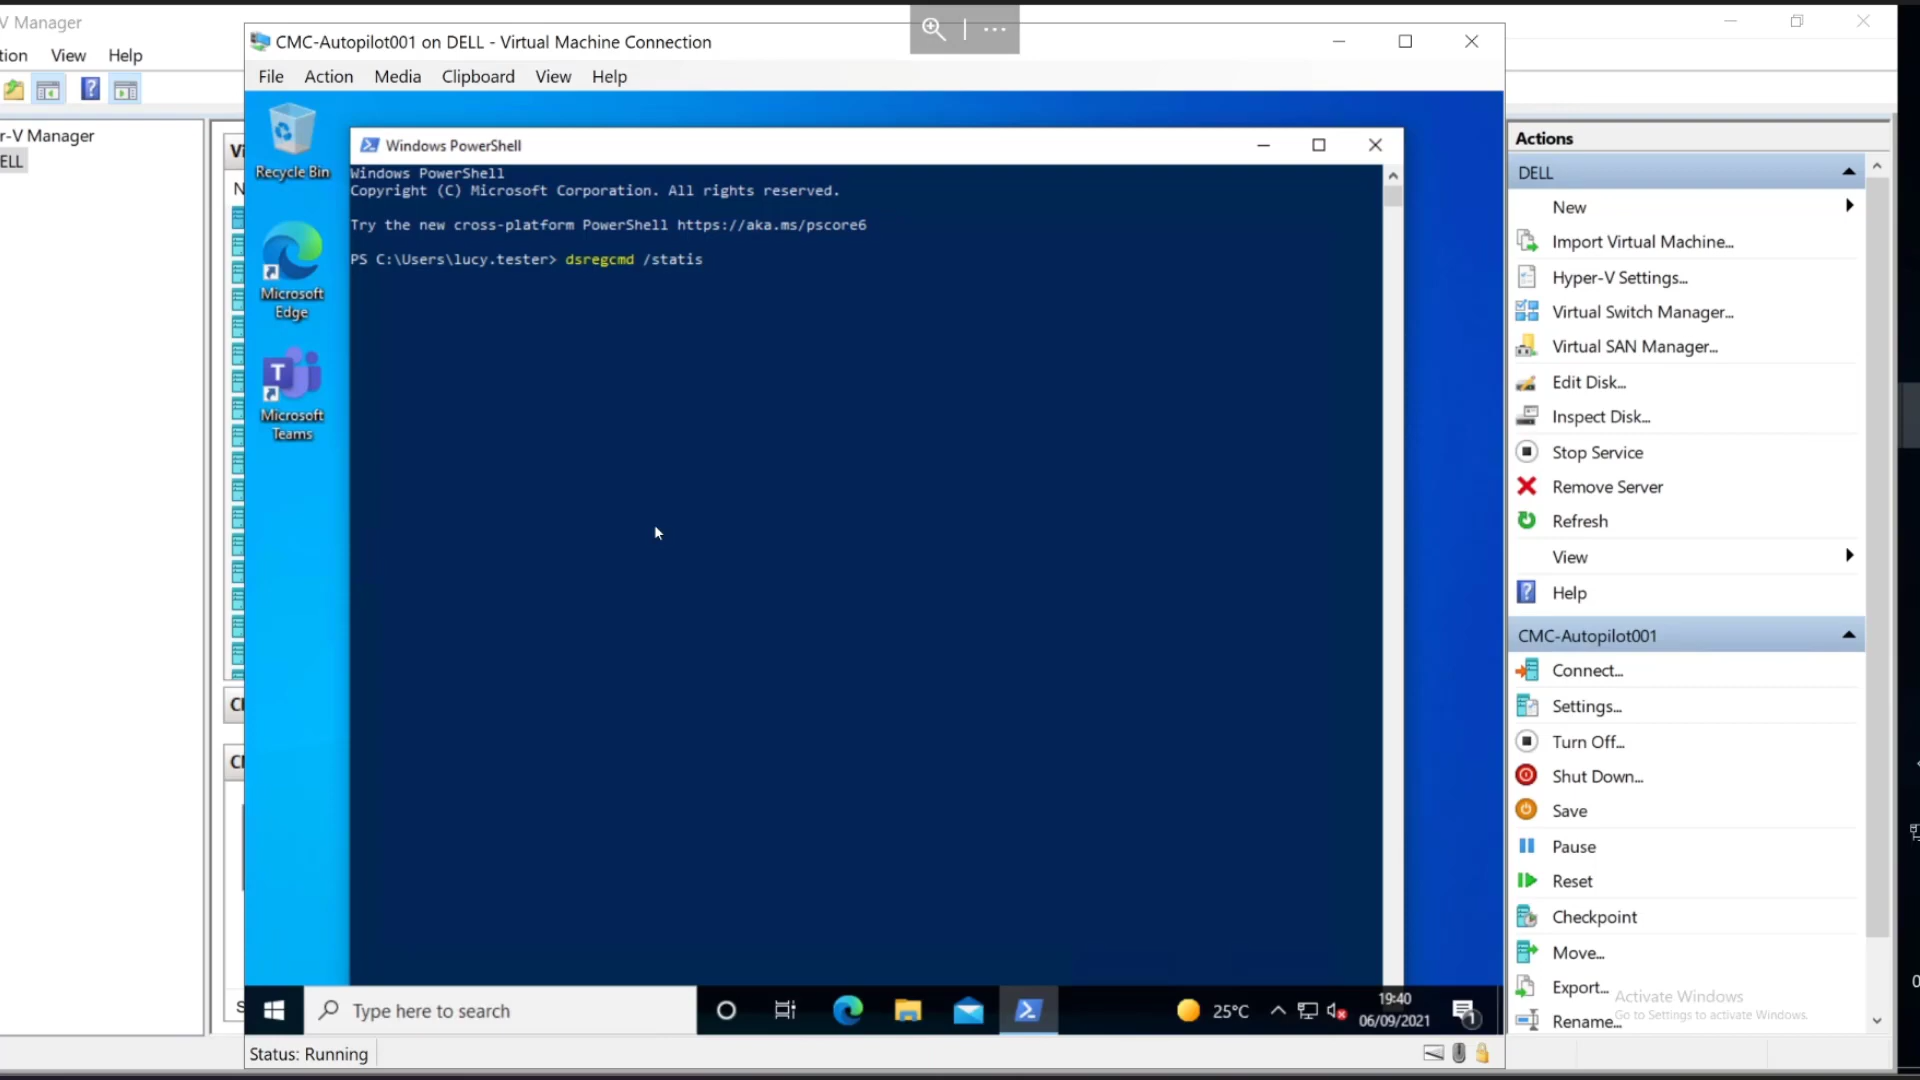 V Manager
tion View Help
r-V Manager
ELL
CMC-Autopilot001 on DELL - Virtual Machine Connection
File Action Media Clipboard View Help
Recycle Bin
Microsoft
Edge
Microsoft
Teams
Windows PowerShell
Windows PowerShell
Copyright (C) Microsoft Corporation. All rights reserved.
Try the new cross-platform PowerShell https://aka.ms/pscore6
PS C:\Users\lucy.tester> dsregcmd /statis
Type here to search
25°C
19:40
06/09/2021
1
Status: Running
Actions
DELL
New
Import Virtual Machine...
Hyper-V Settings...
Virtual Switch Manager...
Virtual SAN Manager...
Edit Disk...
Inspect Disk...
Stop Service
Remove Server
Refresh
View
Help
CMC-Autopilot001
Connect...
Settings...
Turn Off...
Shut Down...
Save
Pause
Reset
Checkpoint
Move...
Export...
Rename...
Activate Windows
Go to Settings to activate Windows.